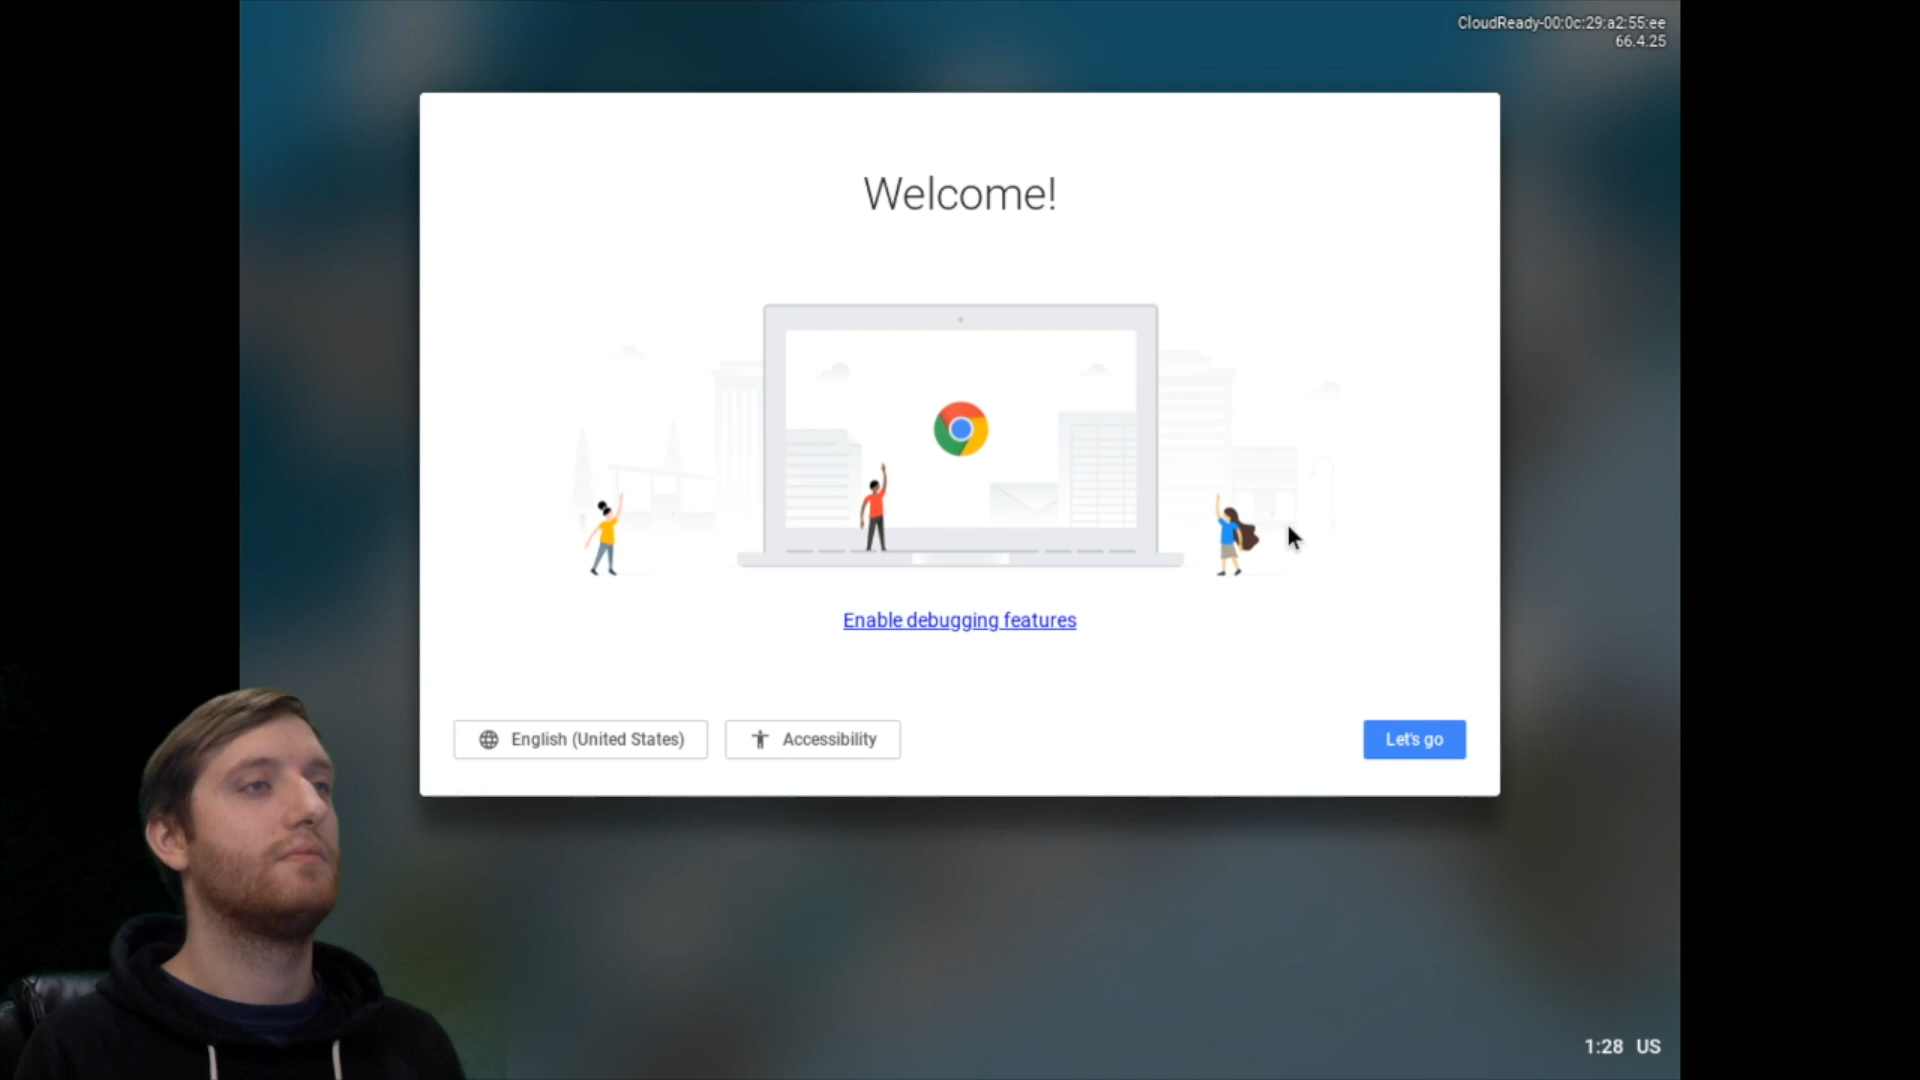 CloudReady-00:0c:29:a2:55:ee
66.4.25
Welcome!
Enable debugging features
English (United States)
Accessibility
Let's go
1:28 US